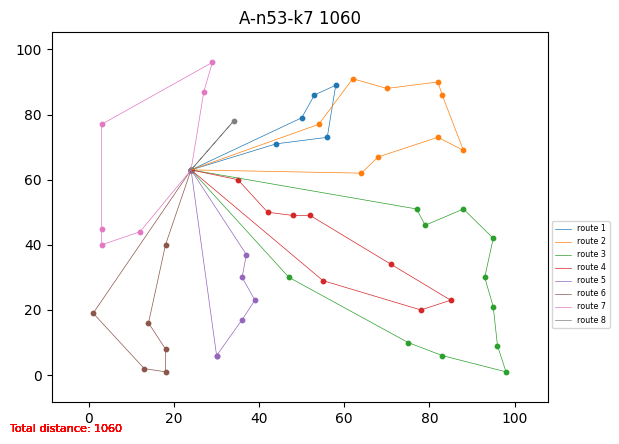 A-n53-k7 1060
100
80
60
40
20
0
0 20 40 60 80 100
route 1
route 2
route 3
route 4
route 5
route 6
route 7
route 8
Total distance: 1060